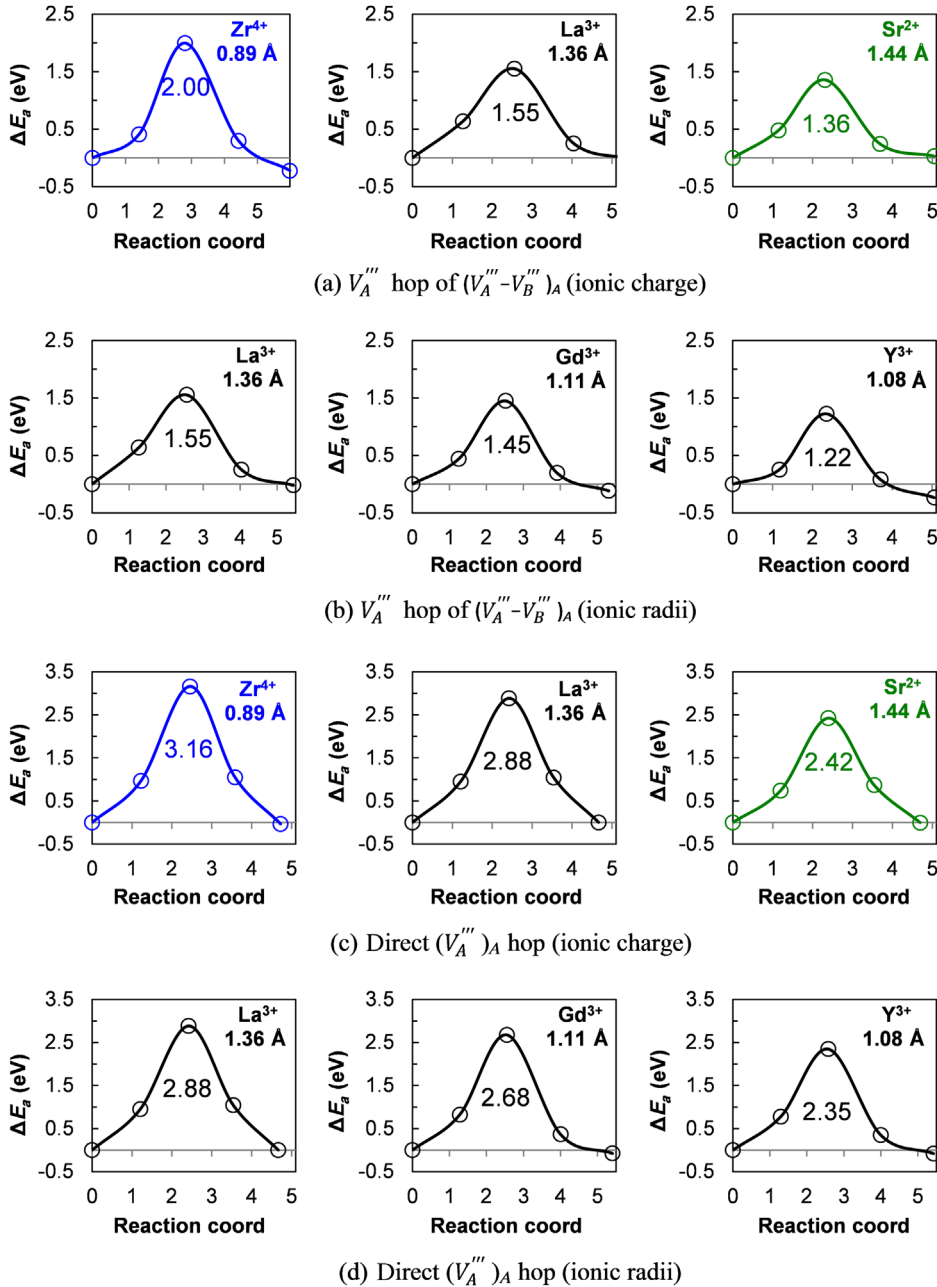 2.5
1.5
0.5
-0.5
ΔEa (eV)
Zr4+
0.89 Å
2.00
0 1 2 3 4 5
Reaction coord
2.5
1.5
0.5
-0.5
ΔEa (eV)
La3+
1.36 Å
1.55
0 1 2 3 4 5
Reaction coord
2.5
1.5
0.5
-0.5
ΔEa (eV)
Sr2+
1.44 Å
1.36
0 1 2 3 4 5
Reaction coord
(a) VA''' hop of (VA'''-VB''')A (ionic charge)
2.5
1.5
0.5
-0.5
ΔEa (eV)
La3+
1.36 Å
1.55
0 1 2 3 4 5
Reaction coord
2.5
1.5
0.5
-0.5
ΔEa (eV)
Gd3+
1.11 Å
1.45
0 1 2 3 4 5
Reaction coord
2.5
1.5
0.5
-0.5
ΔEa (eV)
Y3+
1.08 Å
1.22
0 1 2 3 4 5
Reaction coord
(b) VA''' hop of (VA'''-VB''')A (ionic radii)
3.5
2.5
1.5
0.5
-0.5
ΔEa (eV)
Zr4+
0.89 Å
3.16
0 1 2 3 4 5
Reaction coord
3.5
2.5
1.5
0.5
-0.5
ΔEa (eV)
La3+
1.36 Å
2.88
0 1 2 3 4 5
Reaction coord
3.5
2.5
1.5
0.5
-0.5
ΔEa (eV)
Sr2+
1.44 Å
2.42
0 1 2 3 4 5
Reaction coord
(c) Direct (VA''')A hop (ionic charge)
3.5
2.5
1.5
0.5
-0.5
ΔEa (eV)
La3+
1.36 Å
2.88
0 1 2 3 4 5
Reaction coord
3.5
2.5
1.5
0.5
-0.5
ΔEa (eV)
Gd3+
1.11 Å
2.68
0 1 2 3 4 5
Reaction coord
3.5
2.5
1.5
0.5
-0.5
ΔEa (eV)
Y3+
1.08 Å
2.35
0 1 2 3 4 5
Reaction coord
(d) Direct (VA''')A hop (ionic radii)